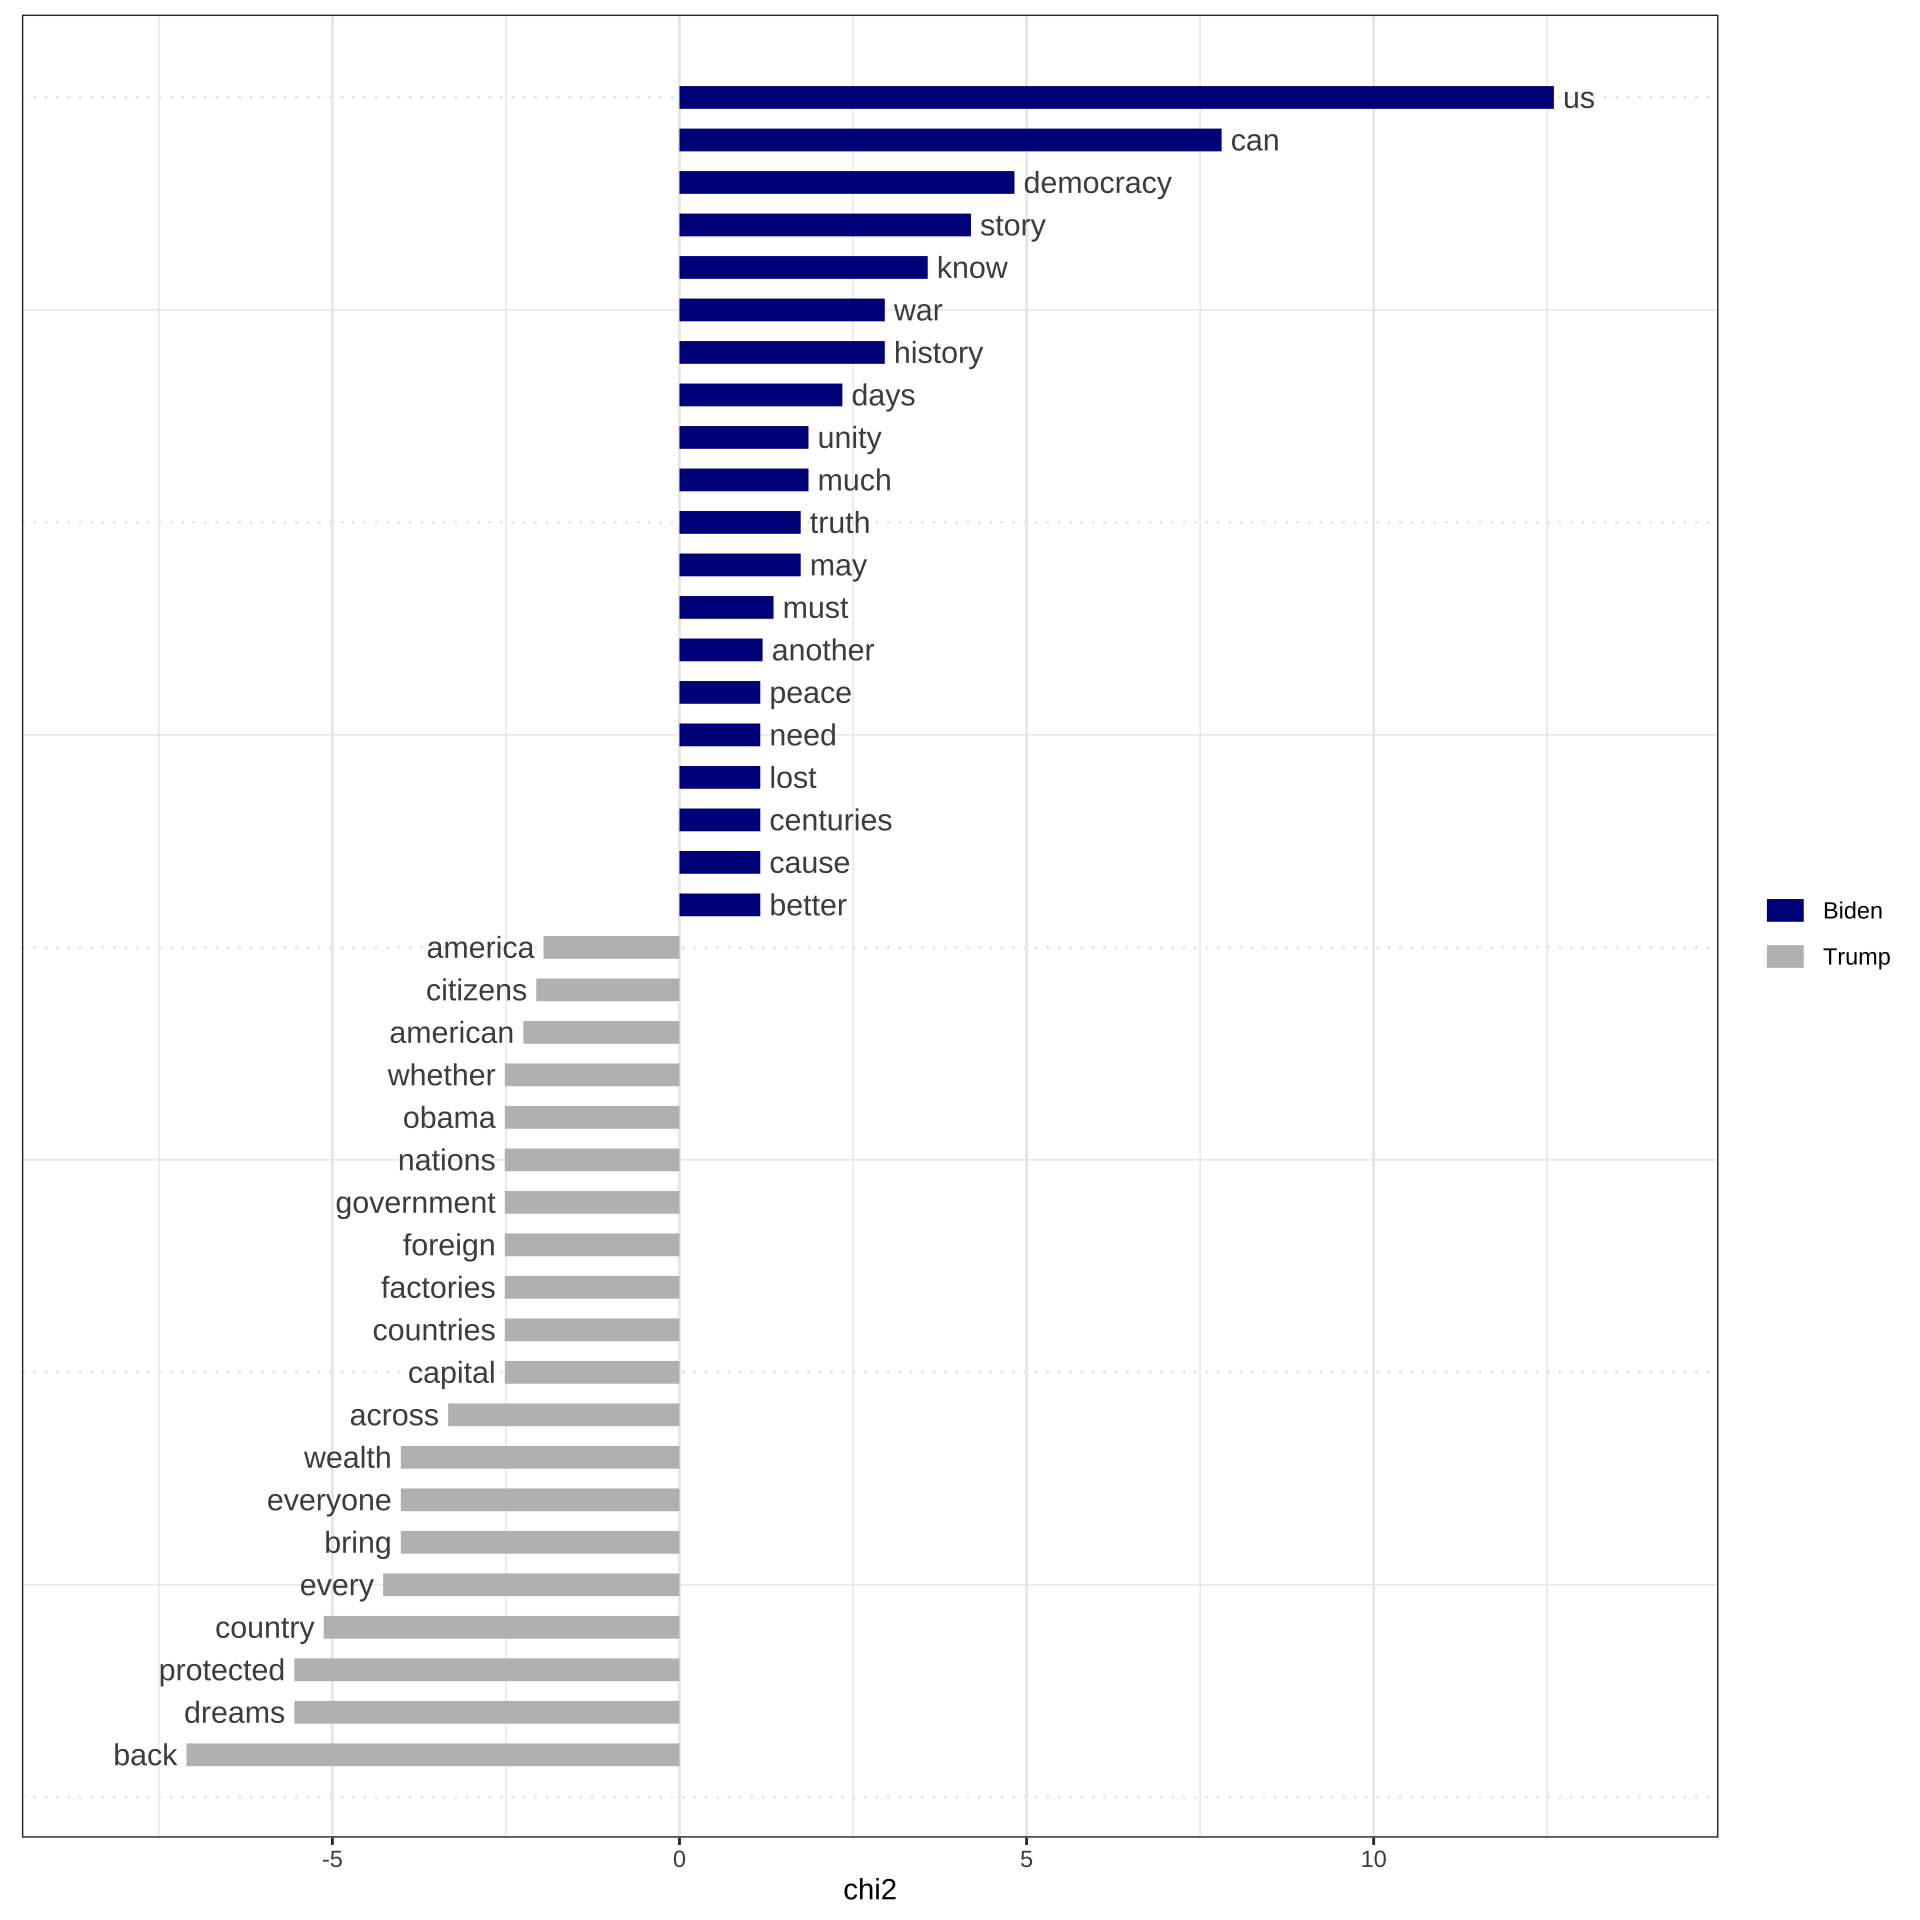 us
can
democracy
story
know
war
history
days
unity
much
truth
may
must
another
peace
need
lost
centuries
cause
better
america
citizens
american
whether
obama
nations
government
foreign
factories
countries
capital
across
wealth
everyone
bring
every
country
protected
dreams
back
Biden
Trump
-5 0 5 10
chi2